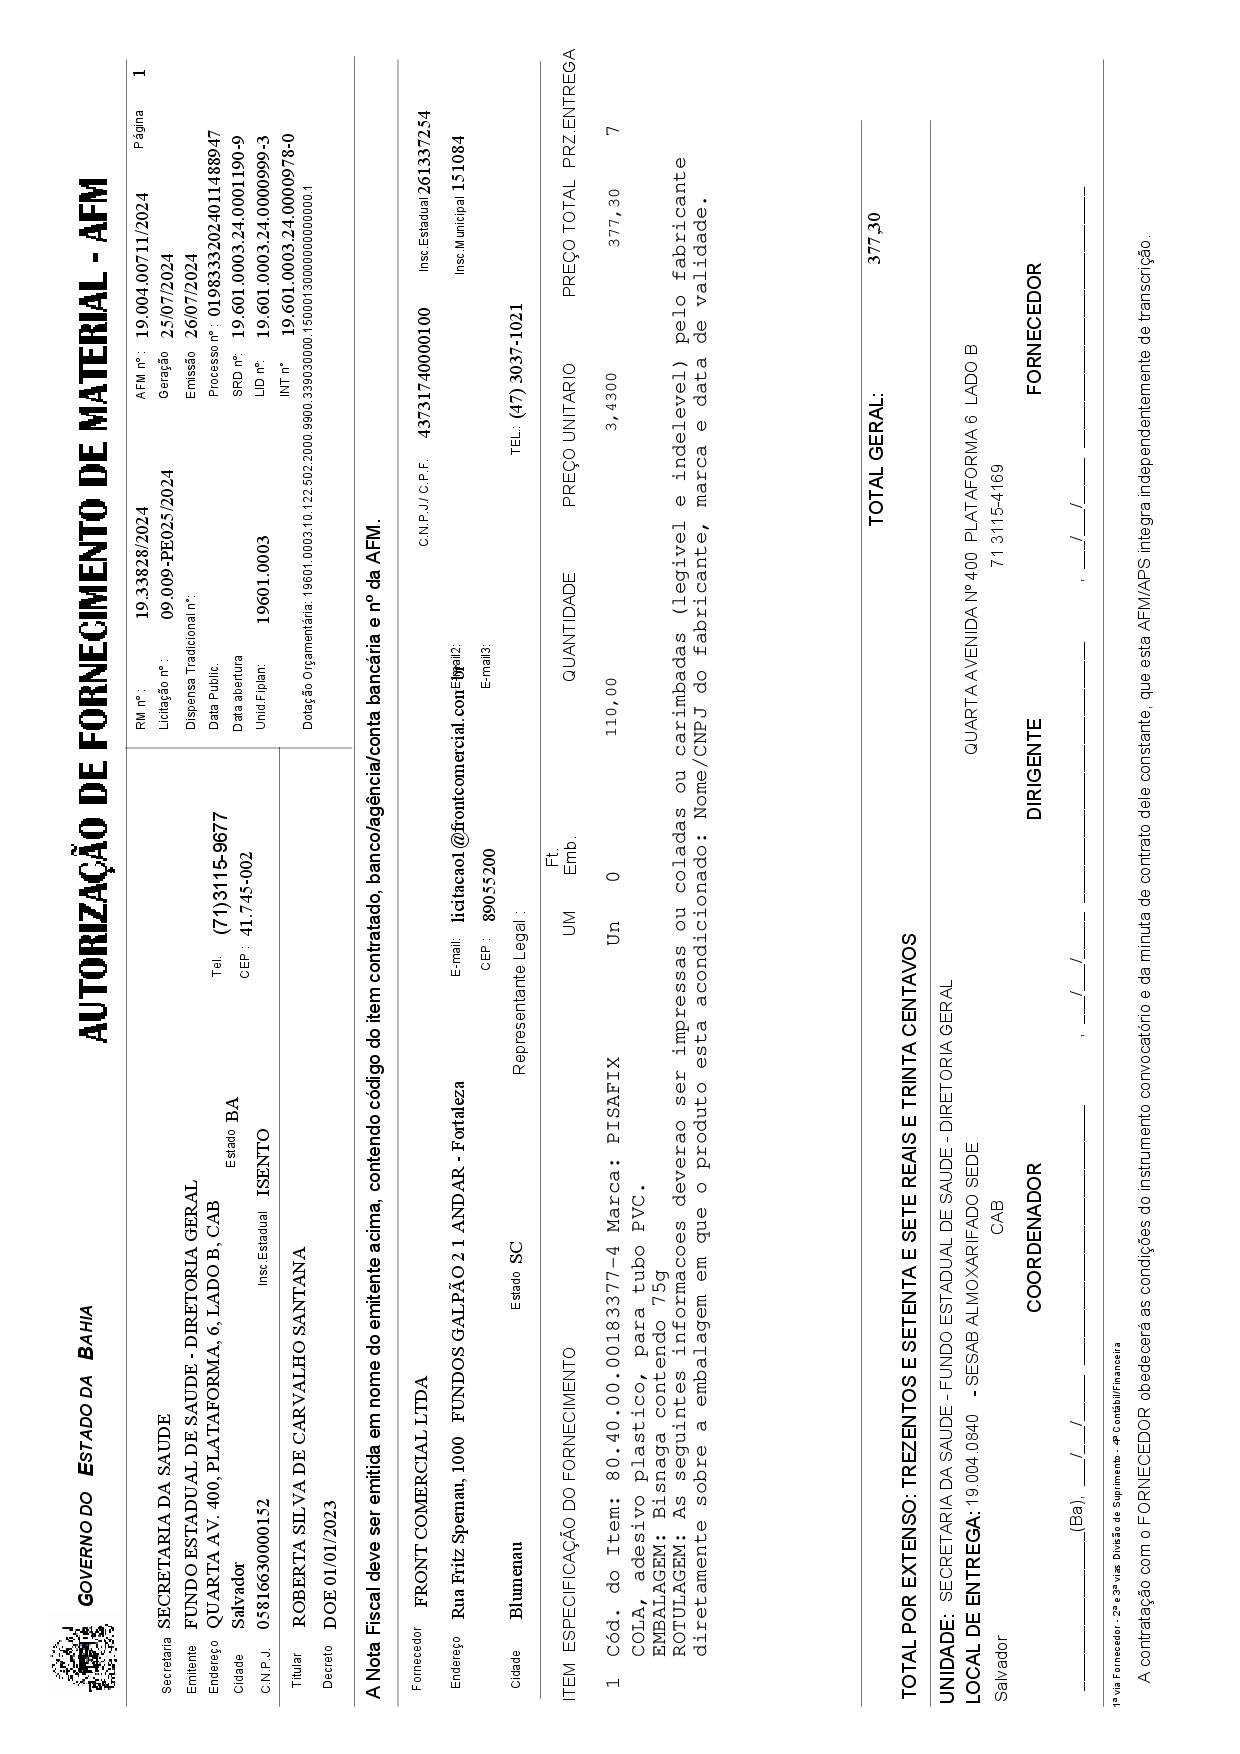 GOVERNO DO ESTADO DA BAHIA
AUTORIZAÇÃO DE FORNECIMENTO DE MATERIAL - AFM
RM nº : 19.33828/2024 AFM nº : 19.004.00711/2024 Página 1
Secretaria SECRETARIA DA SAUDE Licitação nº : 09.009-PE025/2024 Geração 25/07/2024
Emitente FUNDO ESTADUAL DE SAUDE - DIRETORIA GERAL Dispensa Tradicional n°: Emissão 26/07/2024
Endereço QUARTA AV. 400, PLATAFORMA, 6, LADO B, CAB Tel. (71)3115-9677 Data Public. Processo nº : 01983332024011488947
Cidade Salvador Estado BA CEP : 41.745-002 Data abertura SRD nº: 19.601.0003.24.0001190-9
C.N.P.J. 05816630000152 Insc.Estadual ISENTO Unid.Fiplan: 19601.0003 LID nº: 19.601.0003.24.0000999-3
INT n° 19.601.0003.24.0000978-0
Titular ROBERTA SILVA DE CARVALHO SANTANA
Dotação Orçamentária: 19601.0003.10.122.502.2000.9900.339030000.15000130000000000000.1
Decreto DOE 01/01/2023
A Nota Fiscal deve ser emitida em nome do emitente acima, contendo código do item contratado, banco/agência/conta bancária e nº da AFM.
Fornecedor FRONT COMERCIAL LTDA C.N.P.J./ C.P.F. 43731740000100 Insc.Estadual 261337254
Endereço Rua Fritz Spernau, 1000 FUNDOS GALPÃO 2 1 ANDAR - Fortaleza E-mail: licitacao1@frontcomercial.com br E-mail2: Insc.Municipal 151084
CEP : 89055200 E-mail3:
Cidade Blumenau Estado SC Representante Legal : TEL.: (47) 3037-1021
ITEM ESPECIFICAÇÃO DO FORNECIMENTO UM Ft. Emb. QUANTIDADE PREÇO UNITARIO PREÇO TOTAL PRZ.ENTREGA
1 Cód. do Item: 80.40.00.00183377-4 Marca: PISAFIX Un 0 110,00 3,4300 377,30 7
COLA, adesivo plastico, para tubo PVC.
EMBALAGEM: Bisnaga contendo 75g
ROTULAGEM: As seguintes informacoes deverao ser impressas ou coladas ou carimbadas (legivel e indelevel) pelo fabricante
diretamente sobre a embalagem em que o produto esta acondicionado: Nome/CNPJ do fabricante, marca e data de validade.
TOTAL GERAL: 377,30
TOTAL POR EXTENSO: TREZENTOS E SETENTA E SETE REAIS E TRINTA CENTAVOS
UNIDADE: SECRETARIA DA SAUDE - FUNDO ESTADUAL DE SAUDE - DIRETORIA GERAL
LOCAL DE ENTREGA: 19.004.0840 - SESAB ALMOXARIFADO SEDE QUARTA AVENIDA Nº 400 PLATAFORMA 6 LADO B
Salvador CAB 71 3115-4169
COORDENADOR DIRIGENTE FORNECEDOR
_________________(Ba), ___/___/_____ ____________________________ , ___/___/_____ ____________________________ , ___/___/_____ ____________________________
1ª via Fornecedor - 2ª e 3ª vias Divisão de Suprimento - 4ª Contábil/Financeira
A contratação com o FORNECEDOR obedecerá as condições do instrumento convocatório e da minuta de contrato dele constante, que esta AFM/APS integra independentemente de transcrição.